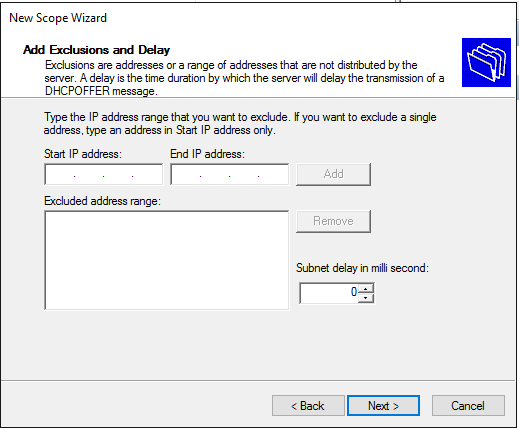 New Scope Wizard
Add Exclusions and Delay
Exclusions are addresses or a range of addresses that are not distributed by the
server. A delay is the time duration by which the server will delay the transmission of a
DHCPOFFER message.
Type the IP address range that you want to exclude. If you want to exclude a single
address, type an address in Start IP address only.
Start IP address:
End IP address:
. . .
. . .
Add
Excluded address range:
Remove
Subnet delay in milli second:
0
< Back
Next >
Cancel